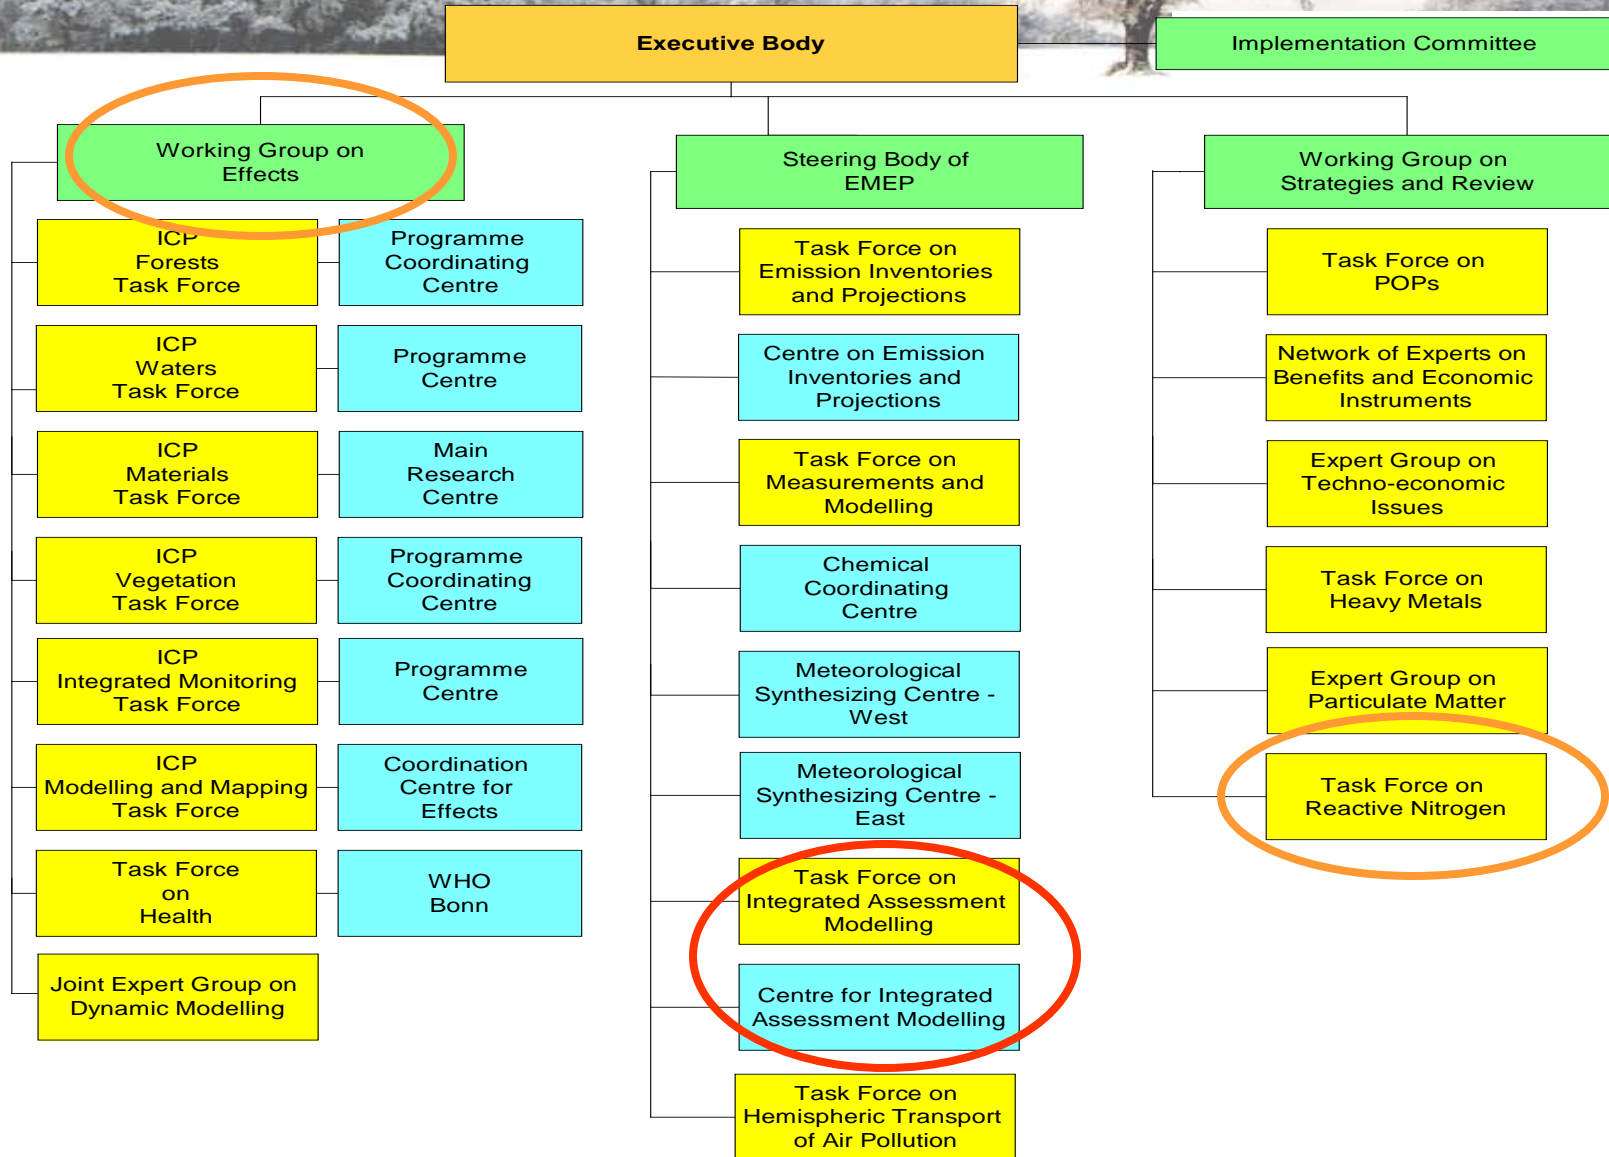 Executive Body
Implementation Committee
Working Group on
Effects
ICP
Forests
Task Force
Programme
Coordinating
Centre
ICP
Waters
Task Force
Programme
Centre
ICP
Materials
Task Force
Main
Research
Centre
ICP
Vegetation
Task Force
Programme
Coordinating
Centre
ICP
Integrated Monitoring
Task Force
Programme
Centre
ICP
Modelling and Mapping
Task Force
Coordination
Centre for
Effects
Task Force
on
Health
WHO
Bonn
Joint Expert Group on
Dynamic Modelling
Steering Body of
EMEP
Task Force on
Emission Inventories
and Projections
Centre on Emission
Inventories and
Projections
Task Force on
Measurements and
Modelling
Chemical
Coordinating
Centre
Meteorological
Synthesizing Centre -
West
Meteorological
Synthesizing Centre -
East
Task Force on
Integrated Assessment
Modelling
Centre for Integrated
Assessment Modelling
Task Force on
Hemispheric Transport
of Air Pollution
Working Group on
Strategies and Review
Task Force on
POPs
Network of Experts on
Benefits and Economic
Instruments
Expert Group on
Techno-economic
Issues
Task Force on
Heavy Metals
Expert Group on
Particulate Matter
Task Force on
Reactive Nitrogen